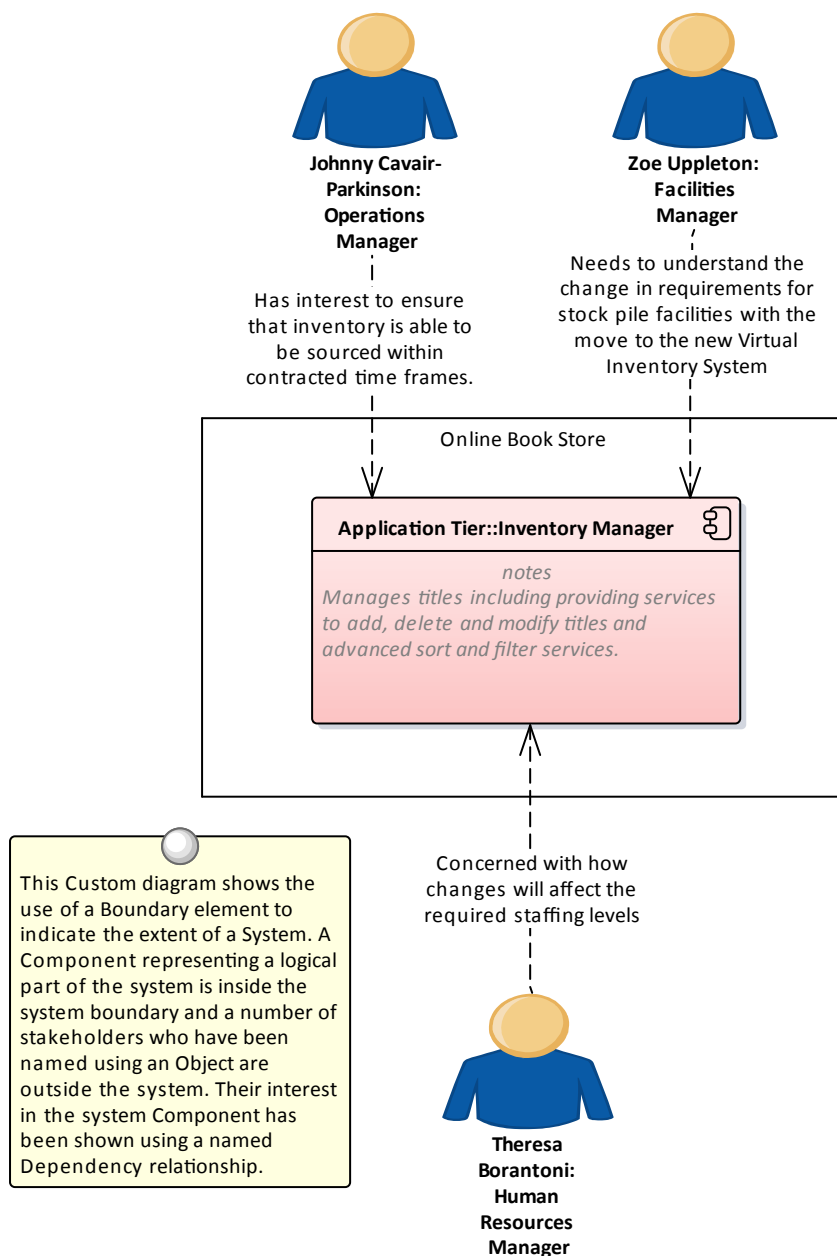 Johnny Cavair-
Parkinson:
Operations
Manager
Zoe Uppleton:
Facilities
Manager
Has interest to ensure
that inventory is able to
be sourced within
contracted time frames.
Needs to understand the
change in requirements for
stock pile facilities with the
move to the new Virtual
Inventory System
Online Book Store
Application Tier::Inventory Manager
notes
Manages titles including providing services
to add, delete and modify titles and
advanced sort and filter services.
This Custom diagram shows the
use of a Boundary element to
indicate the extent of a System. A
Component representing a logical
part of the system is inside the
system boundary and a number of
stakeholders who have been
named using an Object are
outside the system. Their interest
in the system Component has
been shown using a named
Dependency relationship.
Concerned with how
changes will affect the
required staffing levels
Theresa
Borantoni:
Human
Resources
Manager